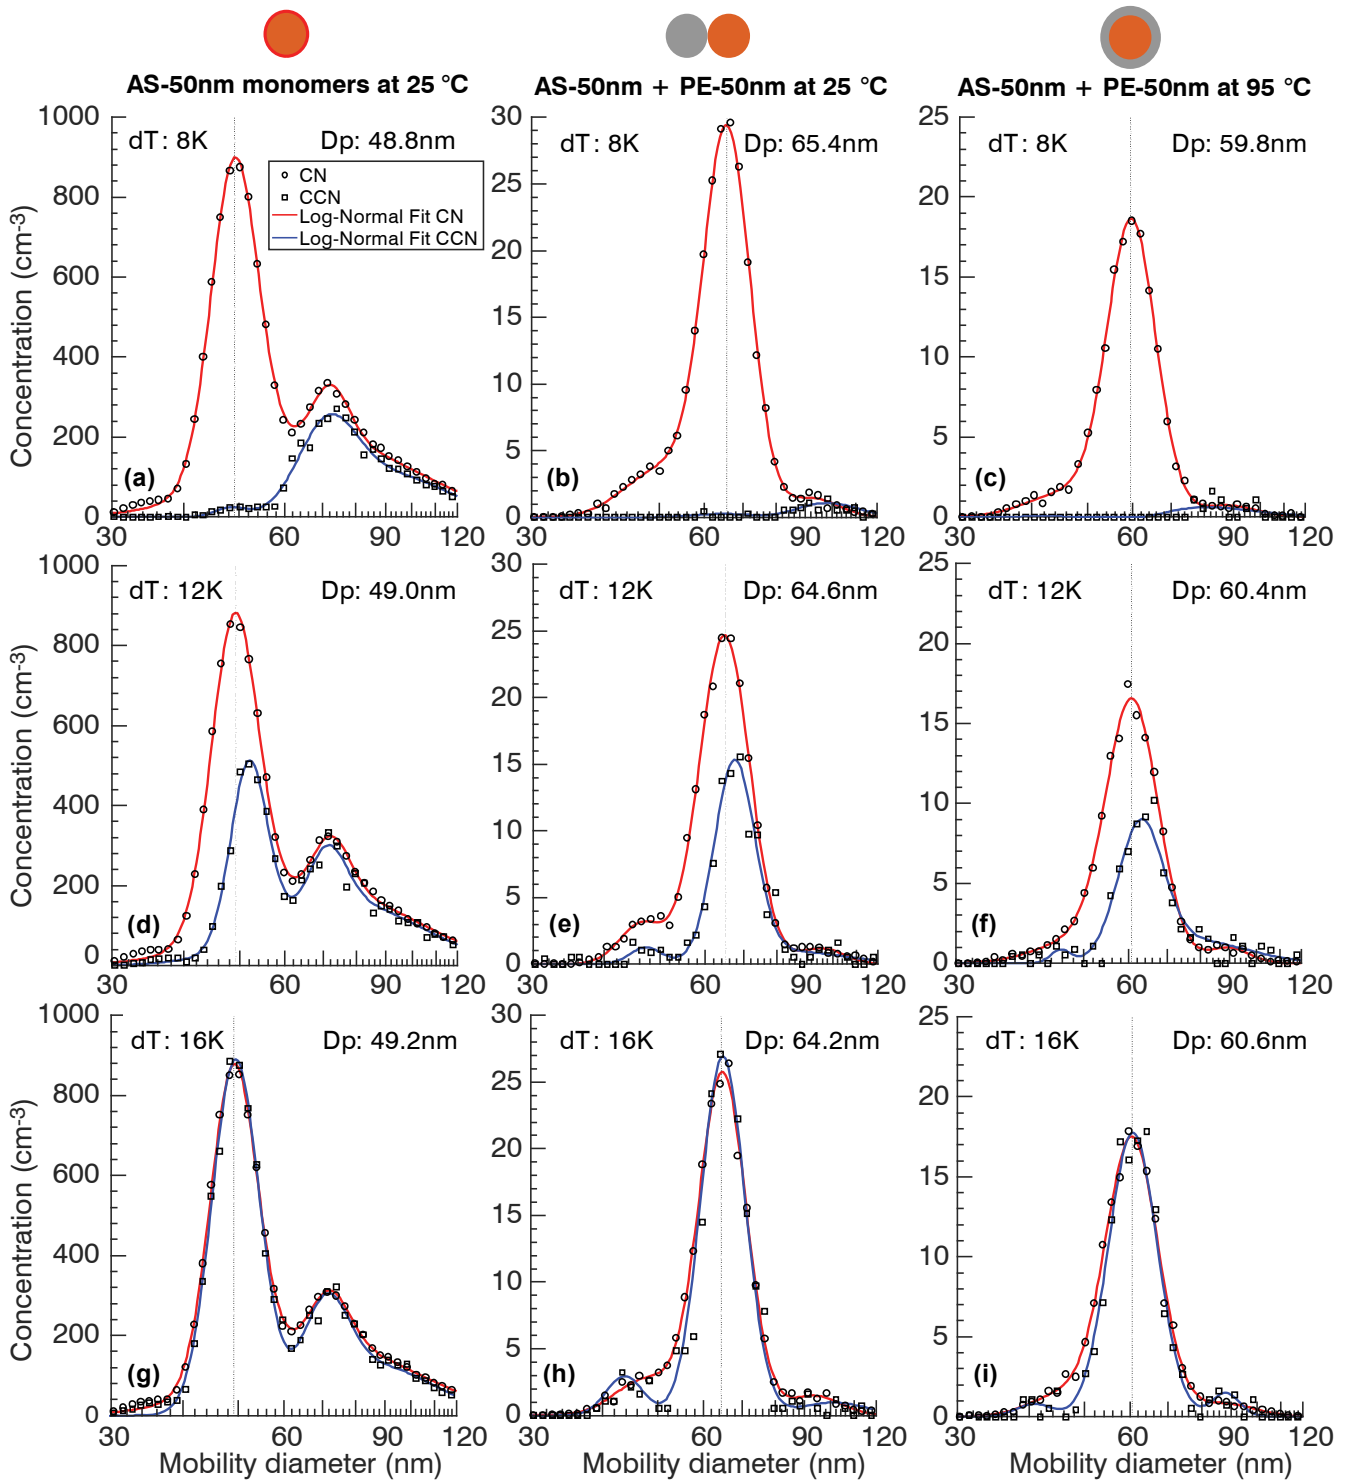 AS-50nm monomers at 25 °C
AS-50nm + PE-50nm at 25 °C
AS-50nm + PE-50nm at 95 °C
1000
800
600
400
200
0
Concentration (cm-3)
dT: 8K
Dp: 48.8nm
CN
CCN
Log-Normal Fit CN
Log-Normal Fit CCN
(a)
30
60
90
120
30
25
20
15
10
5
0
dT: 8K
Dp: 65.4nm
(b)
30
60
90
120
25
20
15
10
5
0
dT: 8K
Dp: 59.8nm
(c)
30
60
90
120
1000
800
600
400
200
0
Concentration (cm-3)
dT: 12K
Dp: 49.0nm
(d)
30
60
90
120
30
25
20
15
10
5
0
dT: 12K
Dp: 64.6nm
(e)
30
60
90
120
25
20
15
10
5
0
dT: 12K
Dp: 60.4nm
(f)
30
60
90
120
1000
800
600
400
200
0
Concentration (cm-3)
dT: 16K
Dp: 49.2nm
(g)
30
60
90
120
Mobility diameter (nm)
30
25
20
15
10
5
0
dT: 16K
Dp: 64.2nm
(h)
30
60
90
120
Mobility diameter (nm)
25
20
15
10
5
0
dT: 16K
Dp: 60.6nm
(i)
30
60
90
120
Mobility diameter (nm)